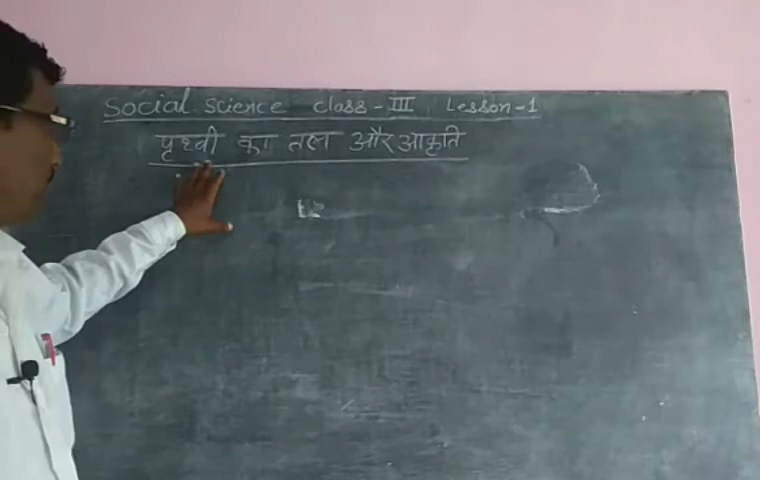 Social Science Class - III Lesson - 1
पृथ्वी का तल और आकृति